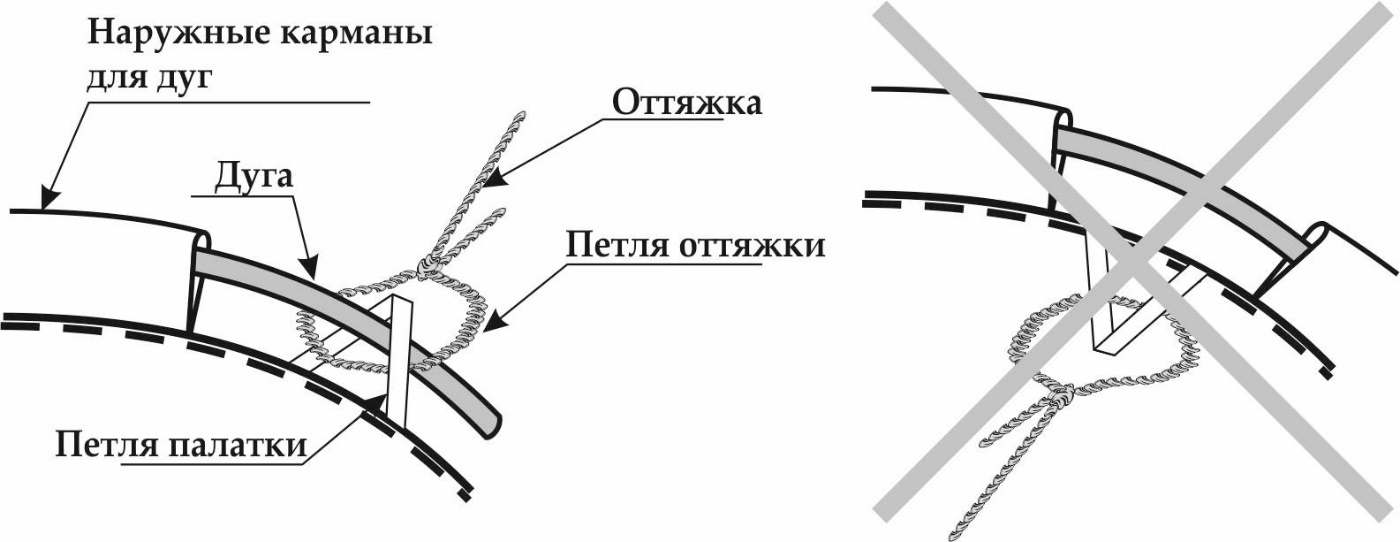 Наружные карманы
для дуг
Оттяжка
Дуга
Петля оттяжки
Петля палатки